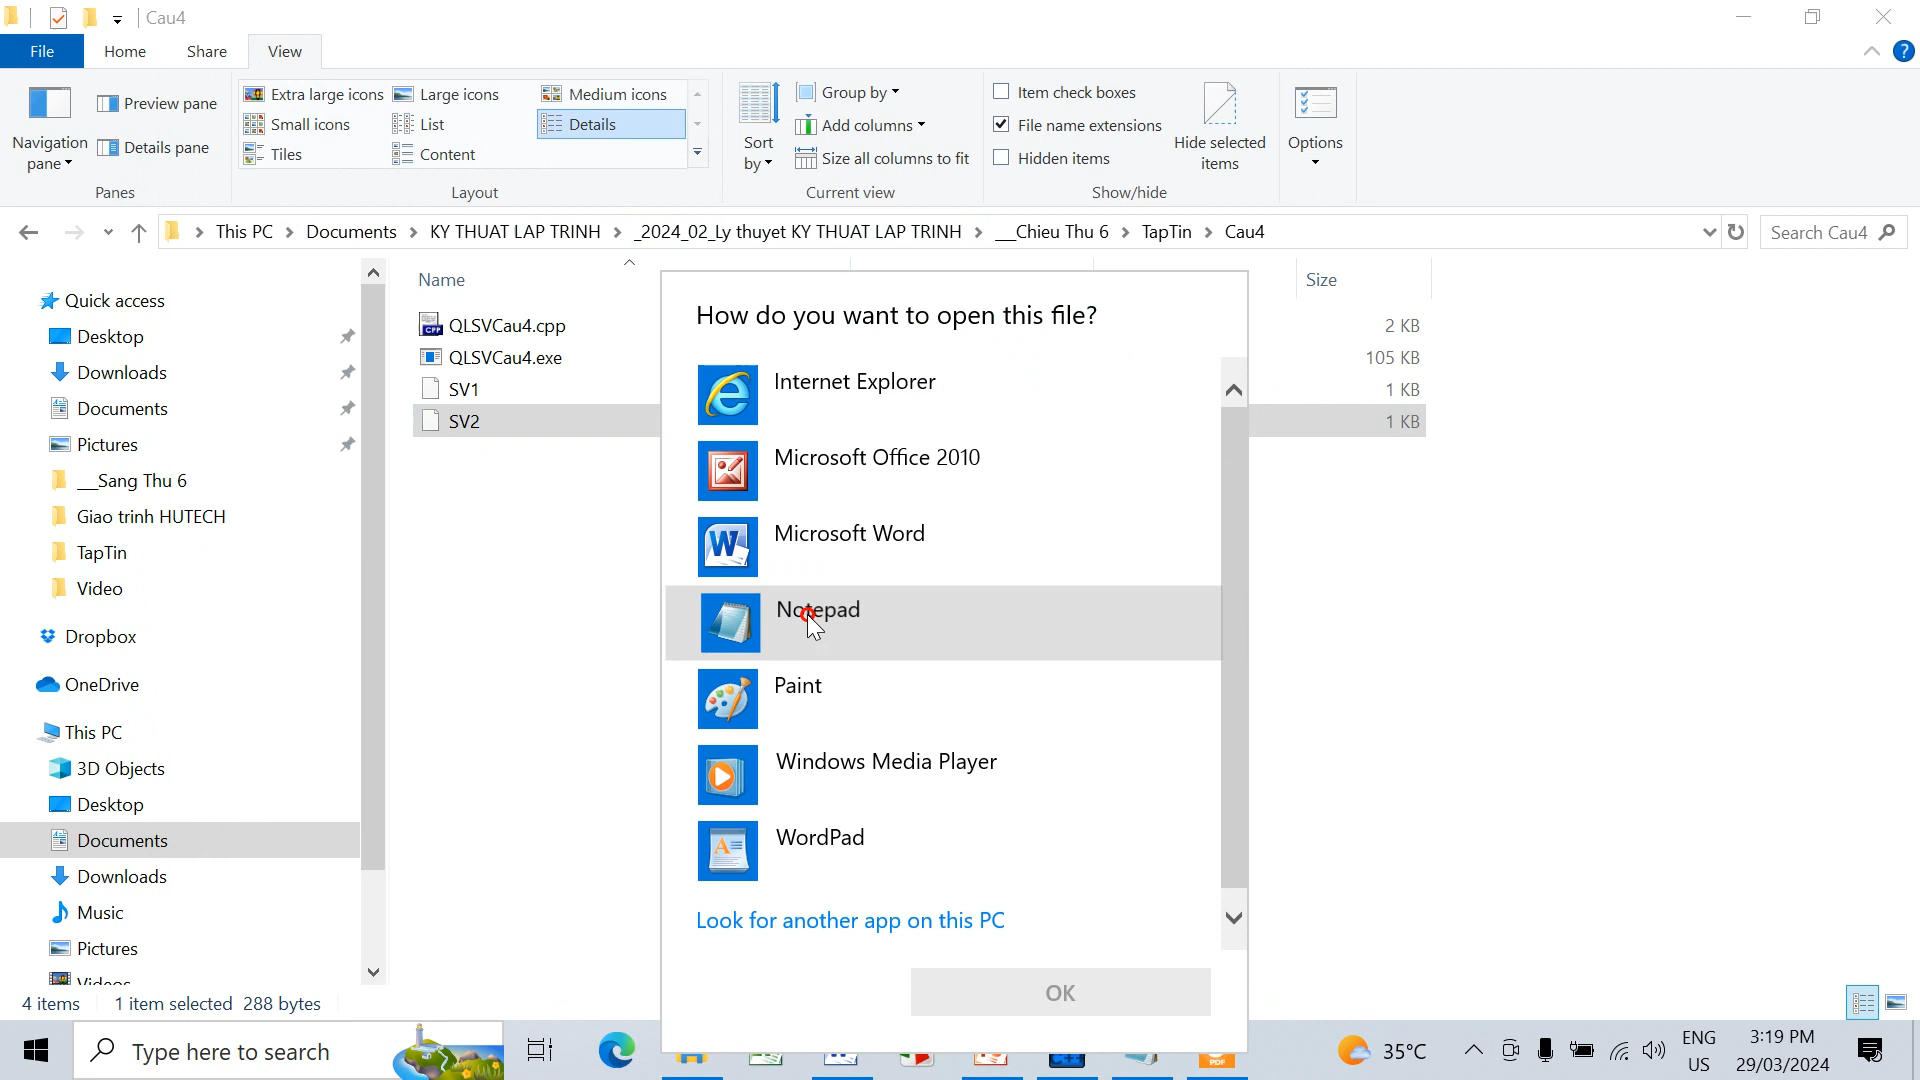 Cau4
File
Home
Share
View
Navigation pane
Preview pane
Details pane
Panes
Extra large icons
Large icons
Medium icons
Small icons
List
Details
Tiles
Content
Layout
Sort by
Group by
Add columns
Size all columns to fit
Current view
Item check boxes
File name extensions
Hidden items
Hide selected items
Show/hide
Options
This PC
Documents
KY THUAT LAP TRINH
_2024_02_Ly thuyet KY THUAT LAP TRINH
___Chieu Thu 6
TapTin
Cau4
Search Cau4
Quick access
Desktop
Downloads
Documents
Pictures
___Sang Thu 6
Giao trinh HUTECH
TapTin
Video
Dropbox
OneDrive
This PC
3D Objects
Desktop
Documents
Downloads
Music
Pictures
Videos
Name
Size
QLSVCau4.cpp
2 KB
QLSVCau4.exe
105 KB
SV1
1 KB
SV2
1 KB
How do you want to open this file?
Internet Explorer
Microsoft Office 2010
Microsoft Word
Notepad
Paint
Windows Media Player
WordPad
Look for another app on this PC
OK
4 items
1 item selected 288 bytes
Type here to search
35°C
ENG
US
3:19 PM
29/03/2024